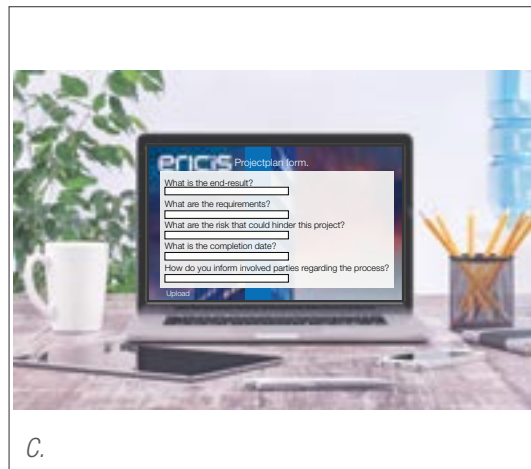 encis Projectplan form.
What is the end-result?
What are the requirements?
What are the risk that could hinder this project?
What is the completion date?
How do you inform involved parties regarding the process?
Upload
C.